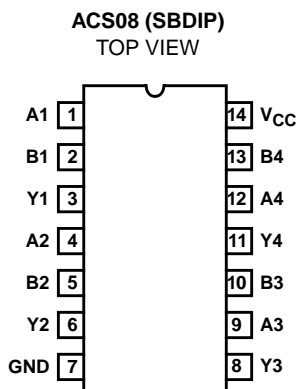 ACS08 (SBDIP)
TOP VIEW
A1 1 14 VCC
B1 2 13 B4
Y1 3 12 A4
A2 4 11 Y4
B2 5 10 B3
Y2 6 9 A3
GND 7 8 Y3